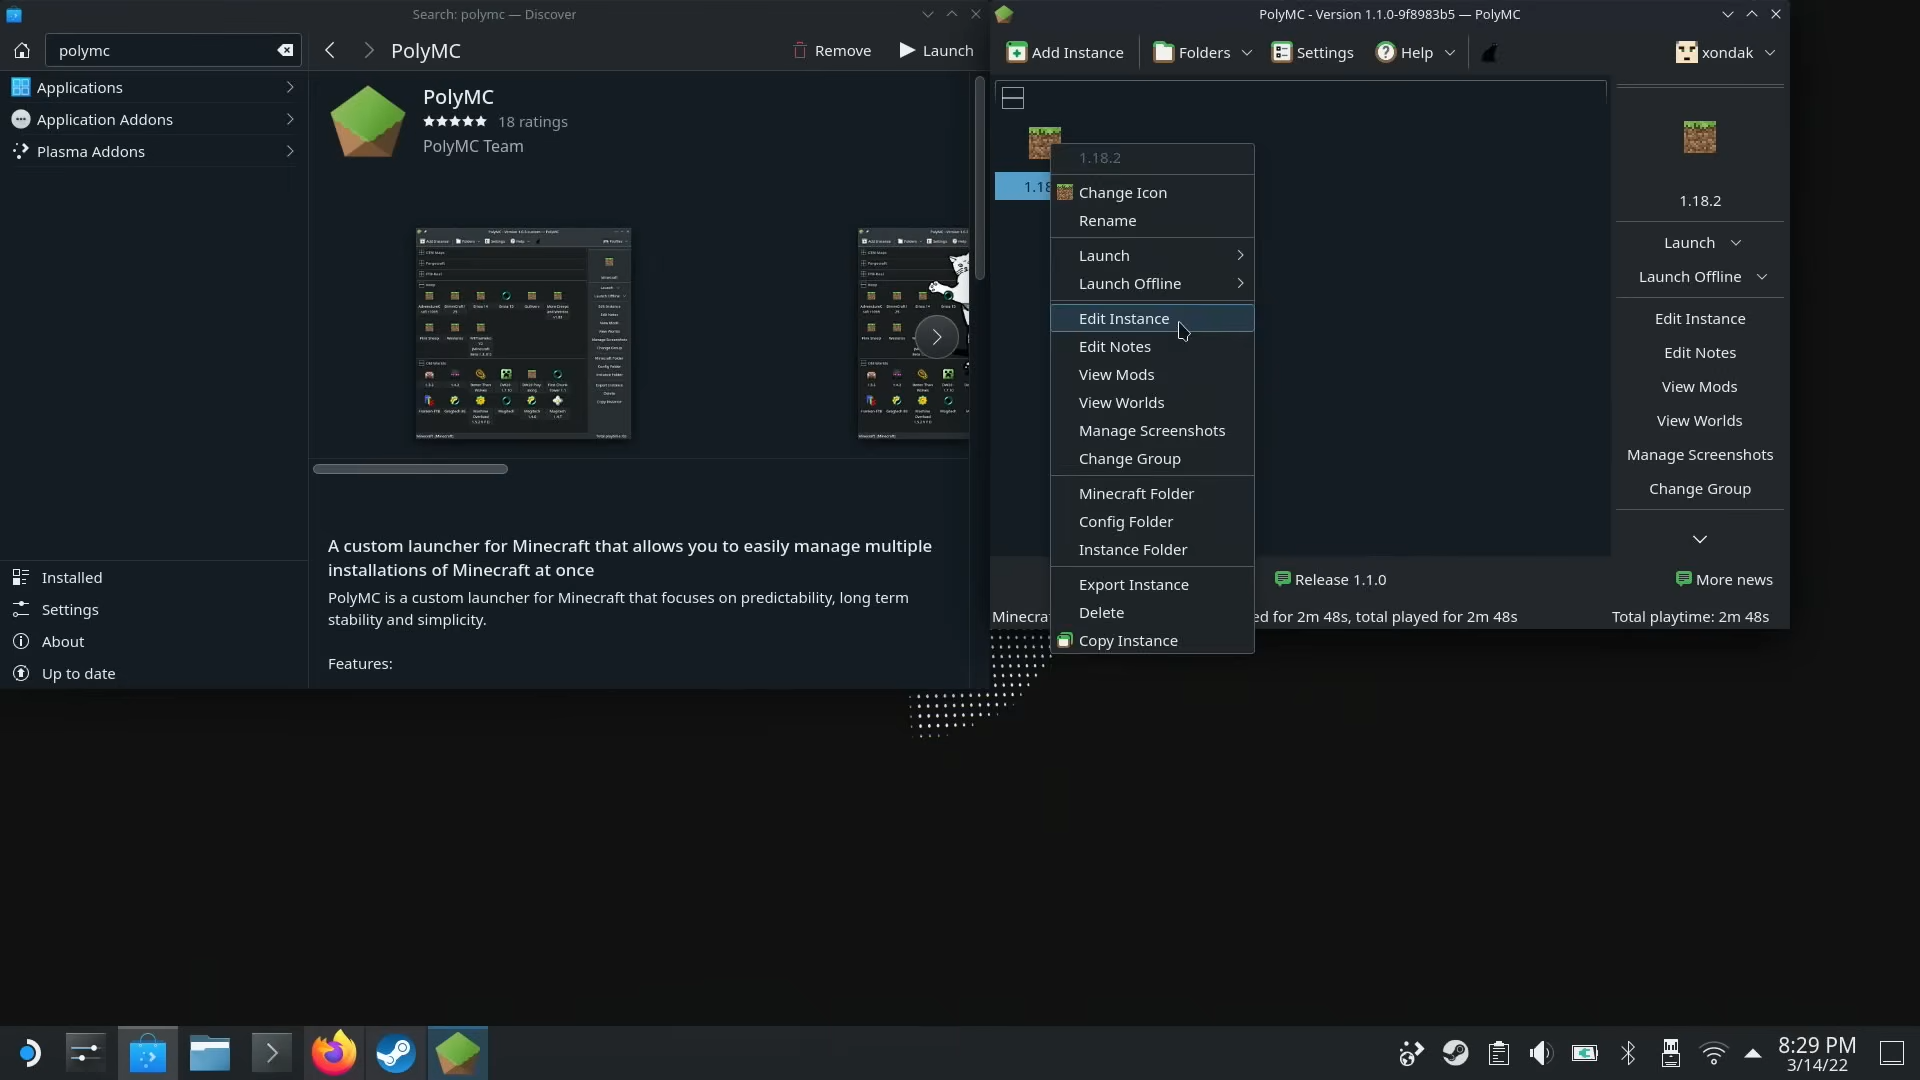 Search: polymc — Discover
polymc
PolyMC
Remove
Launch
Applications
Application Addons
Plasma Addons
PolyMC
18 ratings
PolyMC Team
A custom launcher for Minecraft that allows you to easily manage multiple
installations of Minecraft at once
PolyMC is a custom launcher for Minecraft that focuses on predictability, long term
stability and simplicity.
Features:
Installed
Settings
About
Up to date
PolyMC - Version 1.1.0-9f8983b5 — PolyMC
Add Instance
Folders
Settings
Help
xondak
1.18
1.18.2
Change Icon
Rename
Launch
Launch Offline
Edit Instance
Edit Notes
View Mods
View Worlds
Manage Screenshots
Change Group
Minecraft Folder
Config Folder
Instance Folder
Export Instance
Delete
Copy Instance
1.18.2
Launch
Launch Offline
Edit Instance
Edit Notes
View Mods
View Worlds
Manage Screenshots
Change Group
Release 1.1.0
More news
Minecra
ed for 2m 48s, total played for 2m 48s
Total playtime: 2m 48s
8:29 PM
3/14/22